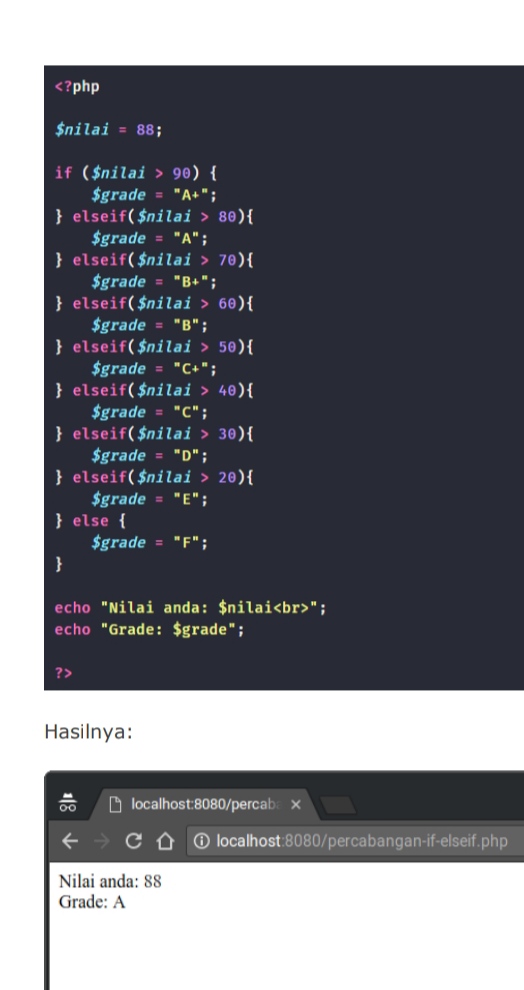 <?php
$nilai = 88;
if ($nilai > 90) {
$grade = "A+";
} elseif($nilai > 80){
$grade = "A";
} elseif($nilai > 70){
$grade = "B+";
} elseif($nilai > 60){
$grade = "B";
} elseif($nilai > 50){
$grade = "C+";
} elseif($nilai > 40){
$grade = "C";
} elseif($nilai > 30){
$grade = "D";
} elseif($nilai > 20){
$grade = "E";
} else {
$grade = "F";
}
echo "Nilai anda: $nilai<br>";
echo "Grade: $grade";
?>
Hasilnya:
localhost:8080/percab
localhost:8080/percabangan-if-elseif.php
Nilai anda: 88
Grade: A